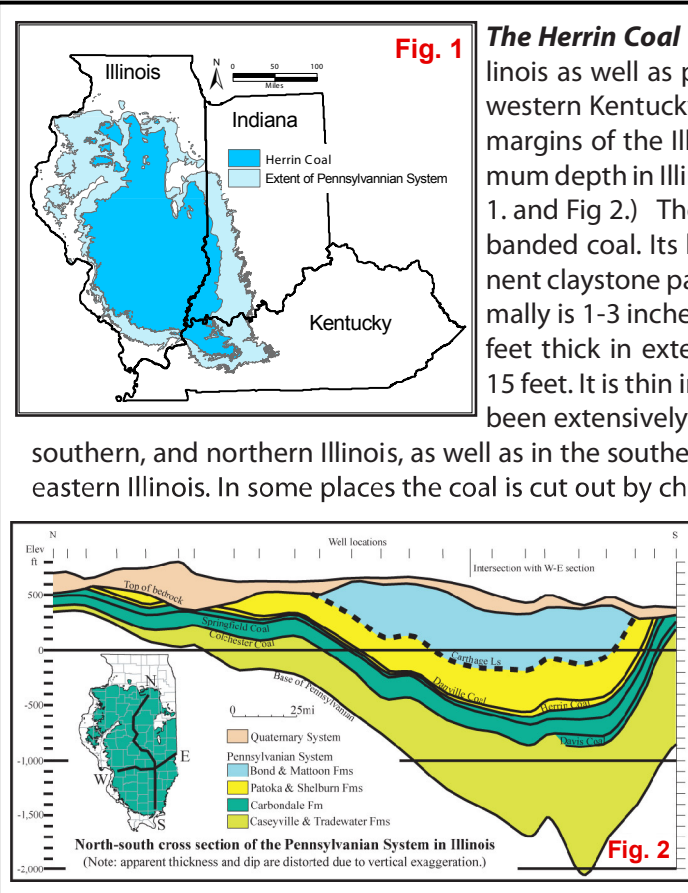 Fig. 1
Illinois
N
0 50 100
Miles
Indiana
Herrin Coal
Extent of Pennsylvannian System
Kentucky
The Herrin Coal
linois as well as p
western Kentuck
margins of the Ill
mum depth in Illi
1. and Fig 2.) The
banded coal. Its
nent claystone pa
mally is 1-3 inche
feet thick in exte
15 feet. It is thin i
been extensively
southern, and northern Illinois, as well as in the southe
eastern Illinois. In some places the coal is cut out by ch
N
S
Elev
ft
Well locations
Intersection with W-E section
500
0
-500
-1,000
-1,500
-2,000
Top of bedrock
Springfield Coal
Colchester Coal
Base of Pennsylvanian
Carthage Ls
Danville Coal
Herrin Coal
Davis Coal
N
E
W
S
0 25mi
Quaternary System
Pennsylvanian System
Bond & Mattoon Fms
Patoka & Shelburn Fms
Carbondale Fm
Caseyville & Tradewater Fms
North-south cross section of the Pennsylvanian System in Illinois
(Note: apparent thickness and dip are distorted due to vertical exaggeration.)
Fig. 2